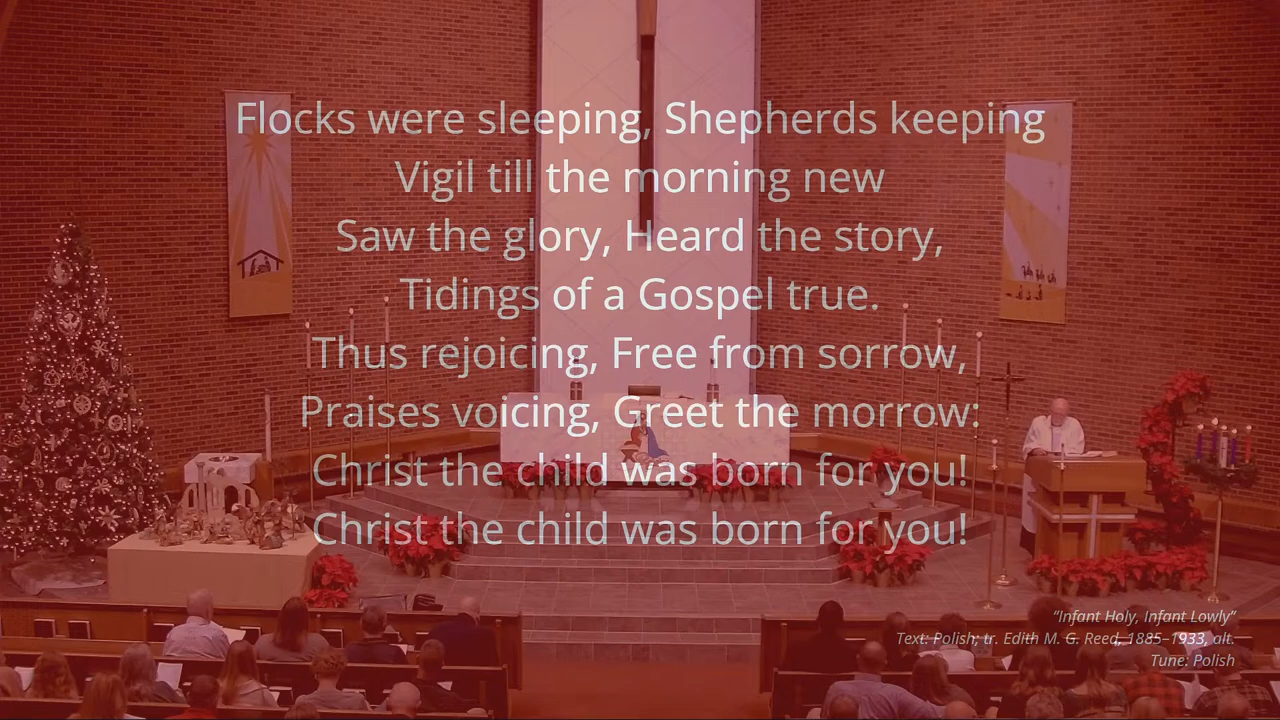 Flocks were sleeping, Shepherds keeping
Vigil till the morning new
Saw the glory, Heard the story,
Tidings of a Gospel true.
Thus rejoicing, Free from sorrow,
Praises voicing, Greet the morrow:
Christ the child was born for you!
Christ the child was born for you!
“Infant Holy, Infant Lowly”
Text: Polish; tr. Edith M. G. Reed, 1885–1933, alt.
Tune: Polish